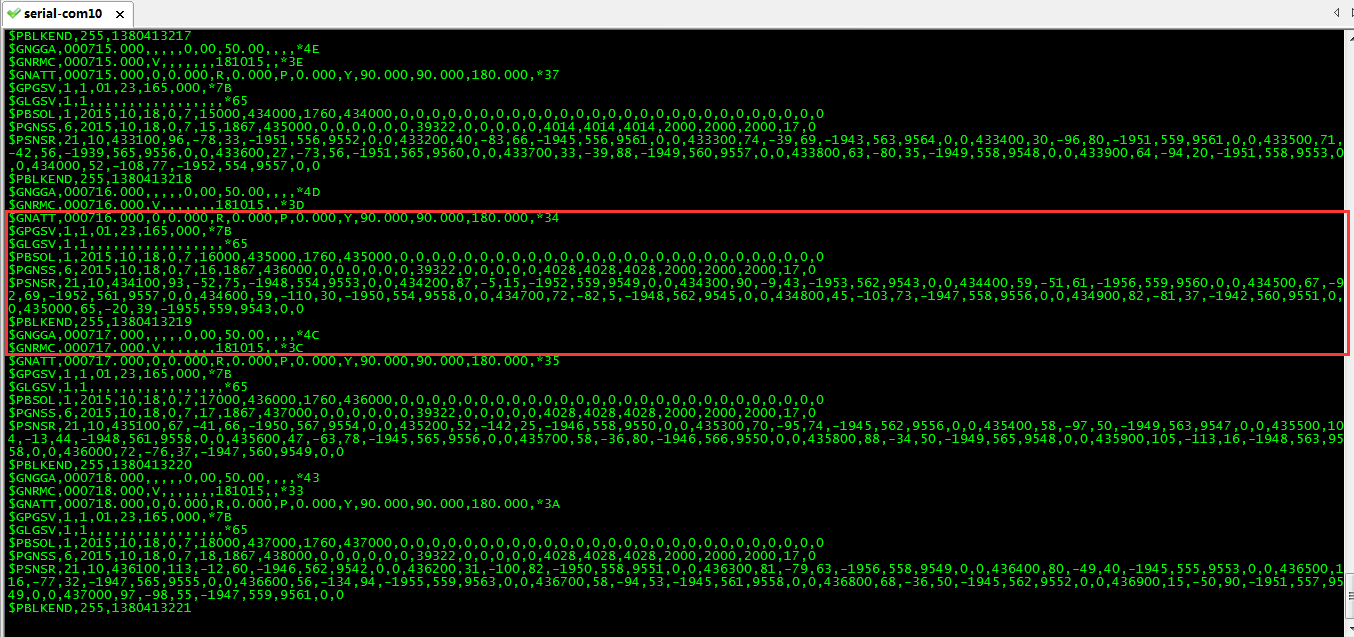 serial-com10
$PBLKEND,255,1380413217
$GNGGA,000715.000,,,,,0,00,50.00,,,,*4E
$GNRMC,000715.000,V,,,,,,,181015,,*3E
$GNATT,000715.000,0,0.000,R,0.000,P,0.000,Y,90.000,90.000,180.000,*37
$GPGSV,1,1,01,23,165,000,*7B
$GLGSV,1,1,,,,,,,,,,,,,,,,,*65
$PBSOL,1,2015,10,18,0,7,15000,434000,1760,434000,0,0,0,0,0,0,0,0,0,0,0,0,0,0,0,0,0,0,0,0,0,0,0,0,0,0,0
$PGNSS,6,2015,10,18,0,7,15,1867,435000,0,0,0,0,0,0,39322,0,0,0,0,0,4014,4014,4014,2000,2000,2000,17,0
$PSNSR,21,10,433100,96,-78,33,-1951,556,9552,0,0,433200,40,-83,66,-1945,556,9561,0,0,433300,74,-39,69,-1943,563,9564,0,0,433400,30,-96,80,-1951,559,9561,0,0,433500,71,
-42,56,-1939,565,9556,0,0,433600,27,-73,56,-1951,565,9560,0,0,433700,33,-39,88,-1949,560,9557,0,0,433800,63,-80,35,-1949,558,9548,0,0,433900,64,-94,20,-1951,558,9553,0
,0,434000,52,-108,77,-1952,554,9557,0,0
$PBLKEND,255,1380413218
$GNGGA,000716.000,,,,,0,00,50.00,,,,*4D
$GNRMC,000716.000,V,,,,,,,181015,,*3D
$GNATT,000716.000,0,0.000,R,0.000,P,0.000,Y,90.000,90.000,180.000,*34
$GPGSV,1,1,01,23,165,000,*7B
$GLGSV,1,1,,,,,,,,,,,,,,,,,*65
$PBSOL,1,2015,10,18,0,7,16000,435000,1760,435000,0,0,0,0,0,0,0,0,0,0,0,0,0,0,0,0,0,0,0,0,0,0,0,0,0,0,0
$PGNSS,6,2015,10,18,0,7,16,1867,436000,0,0,0,0,0,0,39322,0,0,0,0,0,4028,4028,4028,2000,2000,2000,17,0
$PSNSR,21,10,434100,93,-52,75,-1948,554,9553,0,0,434200,87,-5,15,-1952,559,9549,0,0,434300,90,-9,43,-1953,562,9543,0,0,434400,59,-51,61,-1956,559,9560,0,0,434500,67,-9
2,69,-1952,561,9557,0,0,434600,59,-110,30,-1950,554,9558,0,0,434700,72,-82,5,-1948,562,9545,0,0,434800,45,-103,73,-1947,558,9556,0,0,434900,82,-81,37,-1942,560,9551,0,
0,435000,65,-20,39,-1955,559,9543,0,0
$PBLKEND,255,1380413219
$GNGGA,000717.000,,,,,0,00,50.00,,,,*4C
$GNRMC,000717.000,V,,,,,,,181015,,*3C
$GNATT,000717.000,0,0.000,R,0.000,P,0.000,Y,90.000,90.000,180.000,*35
$GPGSV,1,1,01,23,165,000,*7B
$GLGSV,1,1,,,,,,,,,,,,,,,,,*65
$PBSOL,1,2015,10,18,0,7,17000,436000,1760,436000,0,0,0,0,0,0,0,0,0,0,0,0,0,0,0,0,0,0,0,0,0,0,0,0,0,0,0
$PGNSS,6,2015,10,18,0,7,17,1867,437000,0,0,0,0,0,0,39322,0,0,0,0,0,4028,4028,4028,2000,2000,2000,17,0
$PSNSR,21,10,435100,67,-41,66,-1950,567,9554,0,0,435200,52,-142,25,-1946,558,9550,0,0,435300,70,-95,74,-1945,562,9556,0,0,435400,58,-97,50,-1949,563,9547,0,0,435500,10
4,-13,44,-1948,561,9558,0,0,435600,47,-63,78,-1945,565,9556,0,0,435700,58,-36,80,-1946,566,9550,0,0,435800,88,-34,50,-1949,565,9548,0,0,435900,105,-113,16,-1948,563,95
58,0,0,436000,72,-76,37,-1947,560,9549,0,0
$PBLKEND,255,1380413220
$GNGGA,000718.000,,,,,0,00,50.00,,,,*43
$GNRMC,000718.000,V,,,,,,,181015,,*33
$GNATT,000718.000,0,0.000,R,0.000,P,0.000,Y,90.000,90.000,180.000,*3A
$GPGSV,1,1,01,23,165,000,*7B
$GLGSV,1,1,,,,,,,,,,,,,,,,,*65
$PBSOL,1,2015,10,18,0,7,18000,437000,1760,437000,0,0,0,0,0,0,0,0,0,0,0,0,0,0,0,0,0,0,0,0,0,0,0,0,0,0,0
$PGNSS,6,2015,10,18,0,7,18,1867,438000,0,0,0,0,0,0,39322,0,0,0,0,0,4028,4028,4028,2000,2000,2000,17,0
$PSNSR,21,10,436100,113,-12,60,-1946,562,9542,0,0,436200,31,-100,82,-1950,558,9551,0,0,436300,81,-79,63,-1956,558,9549,0,0,436400,80,-49,40,-1945,555,9553,0,0,436500,1
16,-77,32,-1947,565,9555,0,0,436600,56,-134,94,-1955,559,9563,0,0,436700,58,-94,53,-1945,561,9558,0,0,436800,68,-36,50,-1945,562,9552,0,0,436900,15,-50,90,-1951,557,95
49,0,0,437000,97,-98,55,-1947,559,9561,0,0
$PBLKEND,255,1380413221